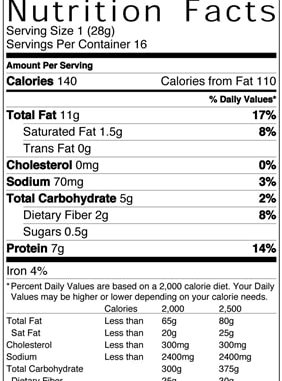 Nutrition Facts
Serving Size 1 (28g)
Servings Per Container 16
Amount Per Serving
Calories 140 Calories from Fat 110
% Daily Values*
Total Fat 11g 17%
Saturated Fat 1.5g 8%
Trans Fat 0g
Cholesterol 0mg 0%
Sodium 70mg 3%
Total Carbohydrate 5g 2%
Dietary Fiber 2g 8%
Sugars 0.5g
Protein 7g 14%
Iron 4%
*Percent Daily Values are based on a 2,000 calorie diet. Your Daily
Values may be higher or lower depending on your calorie needs.
Calories 2,000 2,500
Total Fat Less than 65g 80g
Sat Fat Less than 20g 25g
Cholesterol Less than 300mg 300mg
Sodium Less than 2400mg 2400mg
Total Carbohydrate 300g 375g
Dietary Fiber 25g 30g